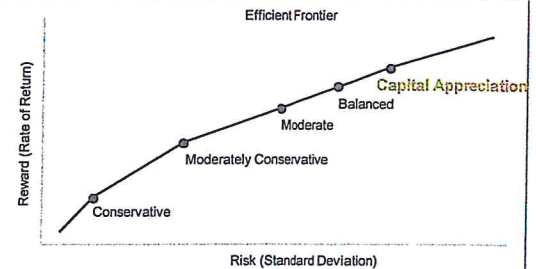 Efficient Frontier
Reward (Rate of Return)
Capital Appreciation
Balanced
Moderate
Moderately Conservative
Conservative
Risk (Standard Deviation)